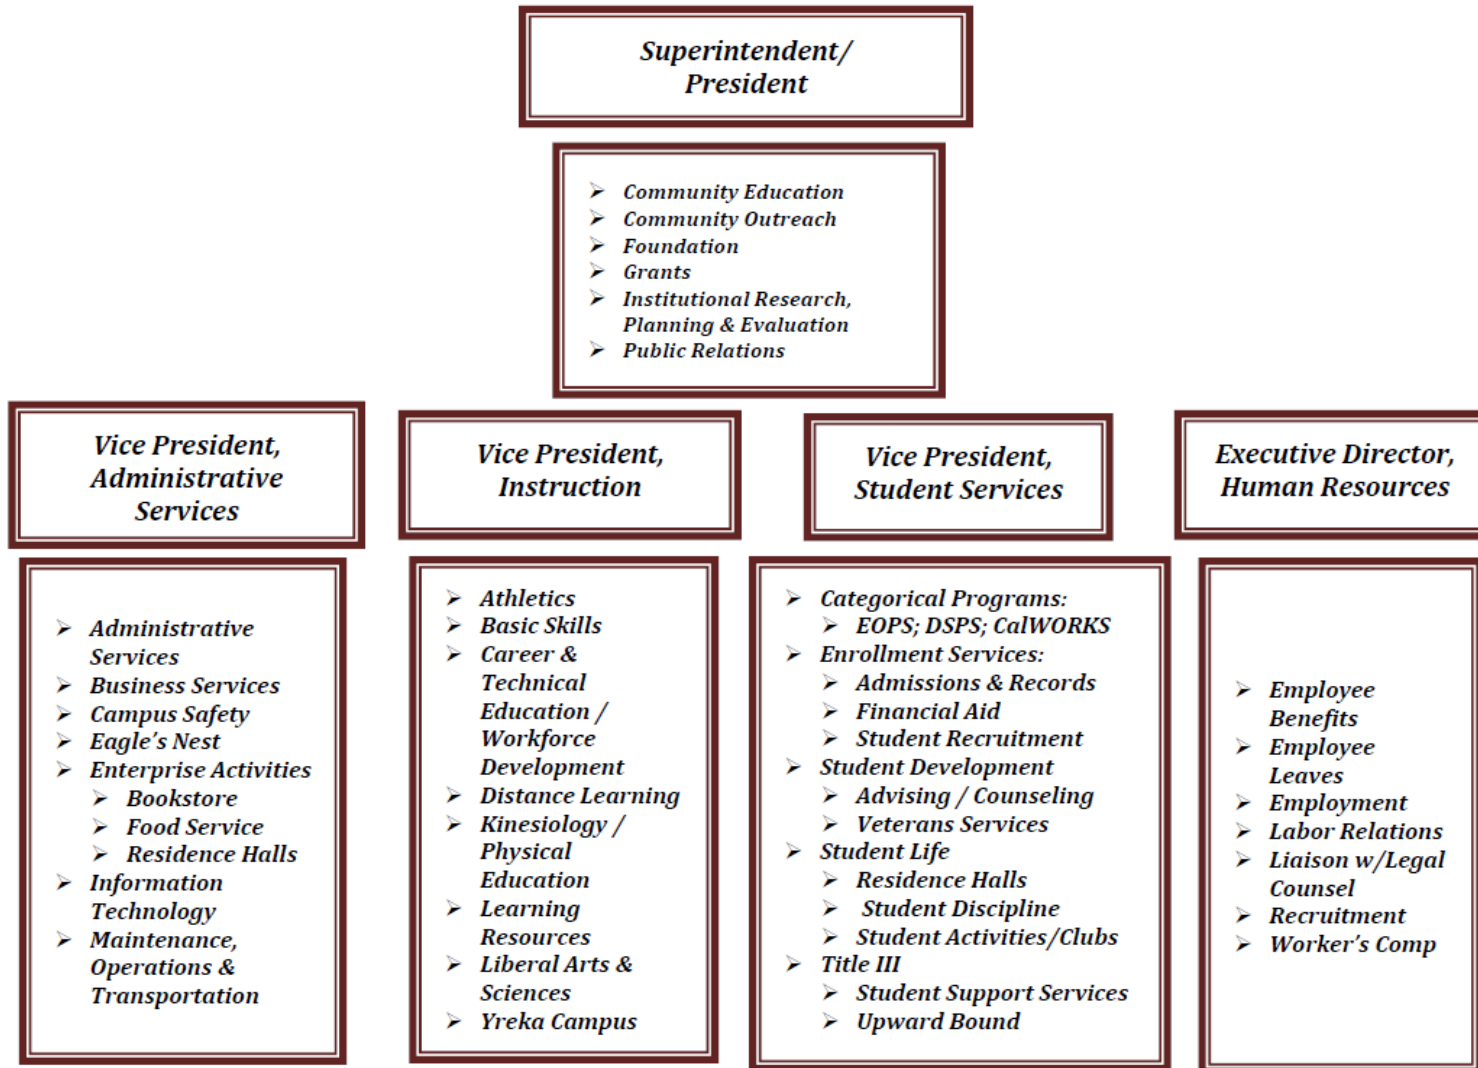 Superintendent/
President
➢ Community Education
➢ Community Outreach
➢ Foundation
➢ Grants
➢ Institutional Research,
Planning & Evaluation
➢ Public Relations
Vice President,
Administrative
Services
➢ Administrative
Services
➢ Business Services
➢ Campus Safety
➢ Eagle's Nest
➢ Enterprise Activities
➢ Bookstore
➢ Food Service
➢ Residence Halls
➢ Information
Technology
➢ Maintenance,
Operations &
Transportation
Vice President,
Instruction
➢ Athletics
➢ Basic Skills
➢ Career &
Technical
Education /
Workforce
Development
➢ Distance Learning
➢ Kinesiology /
Physical
Education
➢ Learning
Resources
➢ Liberal Arts &
Sciences
➢ Yreka Campus
Vice President,
Student Services
➢ Categorical Programs:
➢ EOPS; DSPS; CalWORKS
➢ Enrollment Services:
➢ Admissions & Records
➢ Financial Aid
➢ Student Recruitment
➢ Student Development
➢ Advising / Counseling
➢ Veterans Services
➢ Student Life
➢ Residence Halls
➢ Student Discipline
➢ Student Activities/Clubs
➢ Title III
➢ Student Support Services
➢ Upward Bound
Executive Director,
Human Resources
➢ Employee
Benefits
➢ Employee
Leaves
➢ Employment
➢ Labor Relations
➢ Liaison w/Legal
Counsel
➢ Recruitment
➢ Worker's Comp